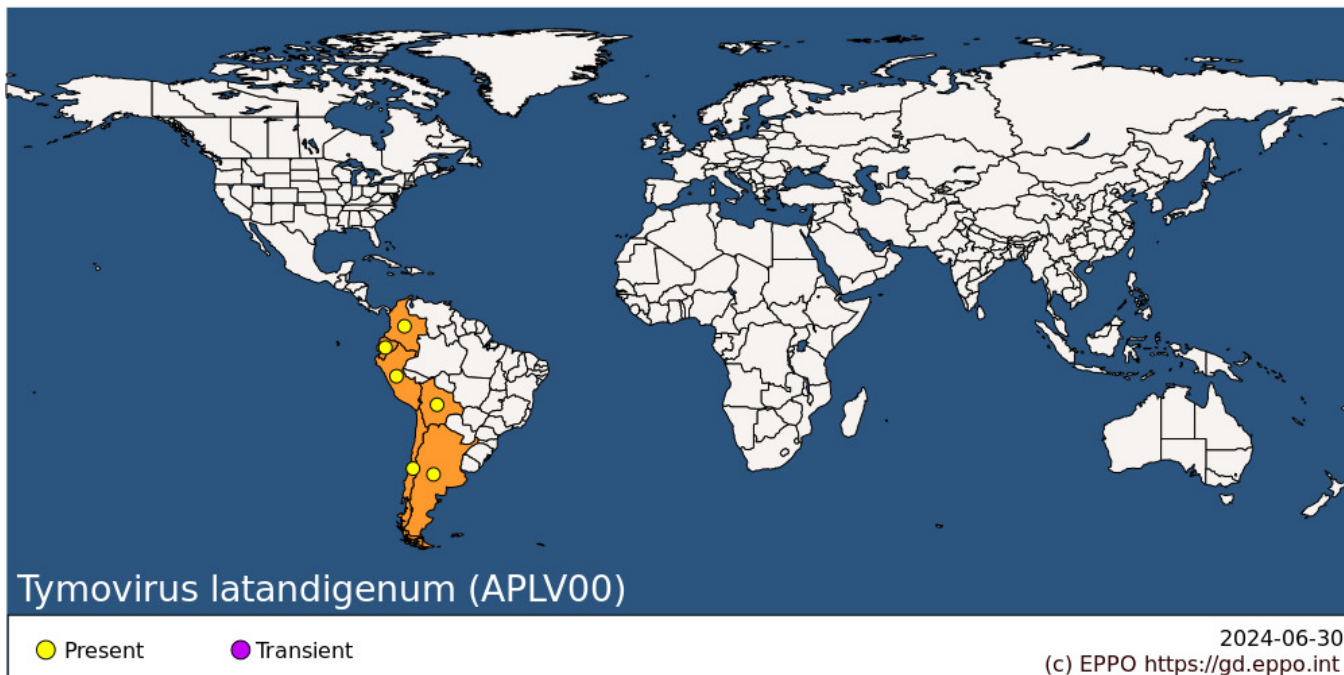 Tymovirus latandigenum (APLV00)
Present
Transient
2024-06-30
(c) EPPO https://gd.eppo.int